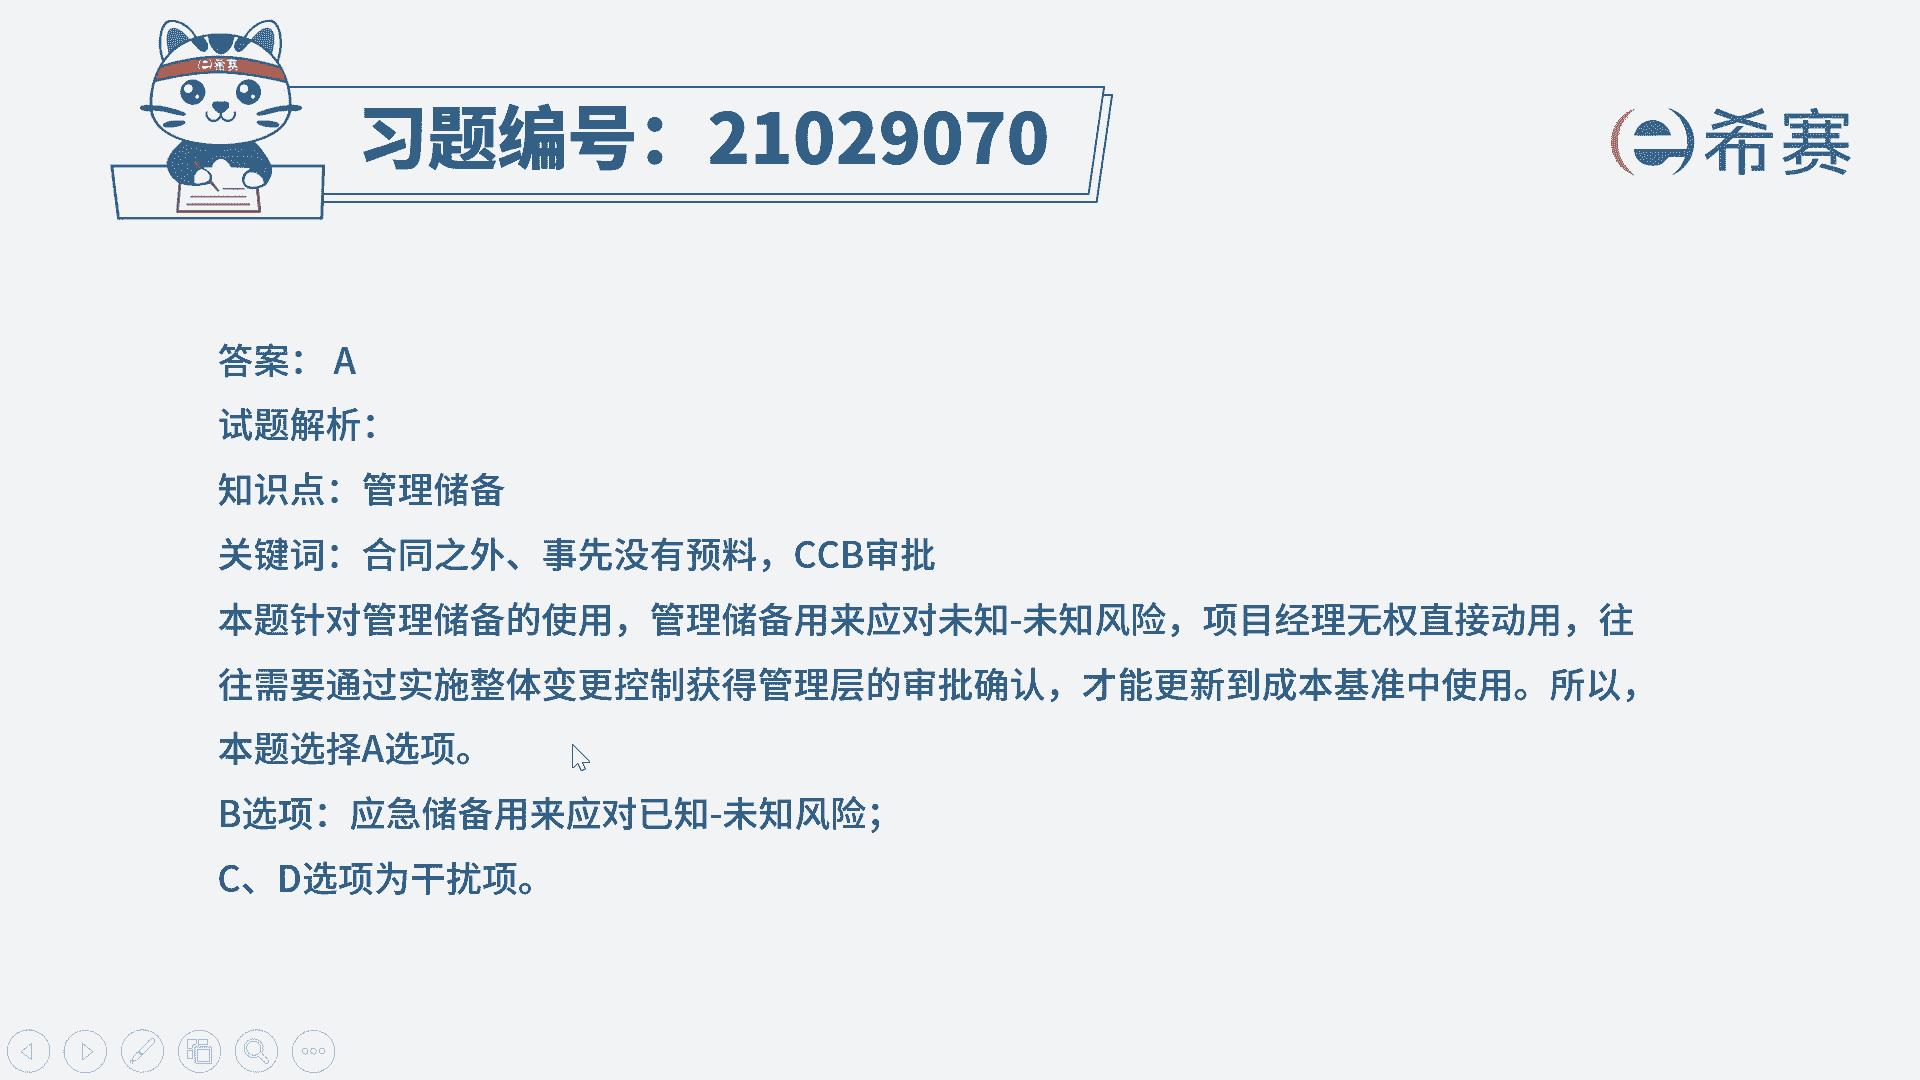 希赛
习题编号：21029070
希赛
答案： A
试题解析：
知识点：管理储备
关键词：合同之外、事先没有预料，CCB审批
本题针对管理储备的使用，管理储备用来应对未知-未知风险，项目经理无权直接动用，往
往需要通过实施整体变更控制获得管理层的审批确认，才能更新到成本基准中使用。所以，
本题选择A选项。
B选项：应急储备用来应对已知-未知风险；
C、D选项为干扰项。